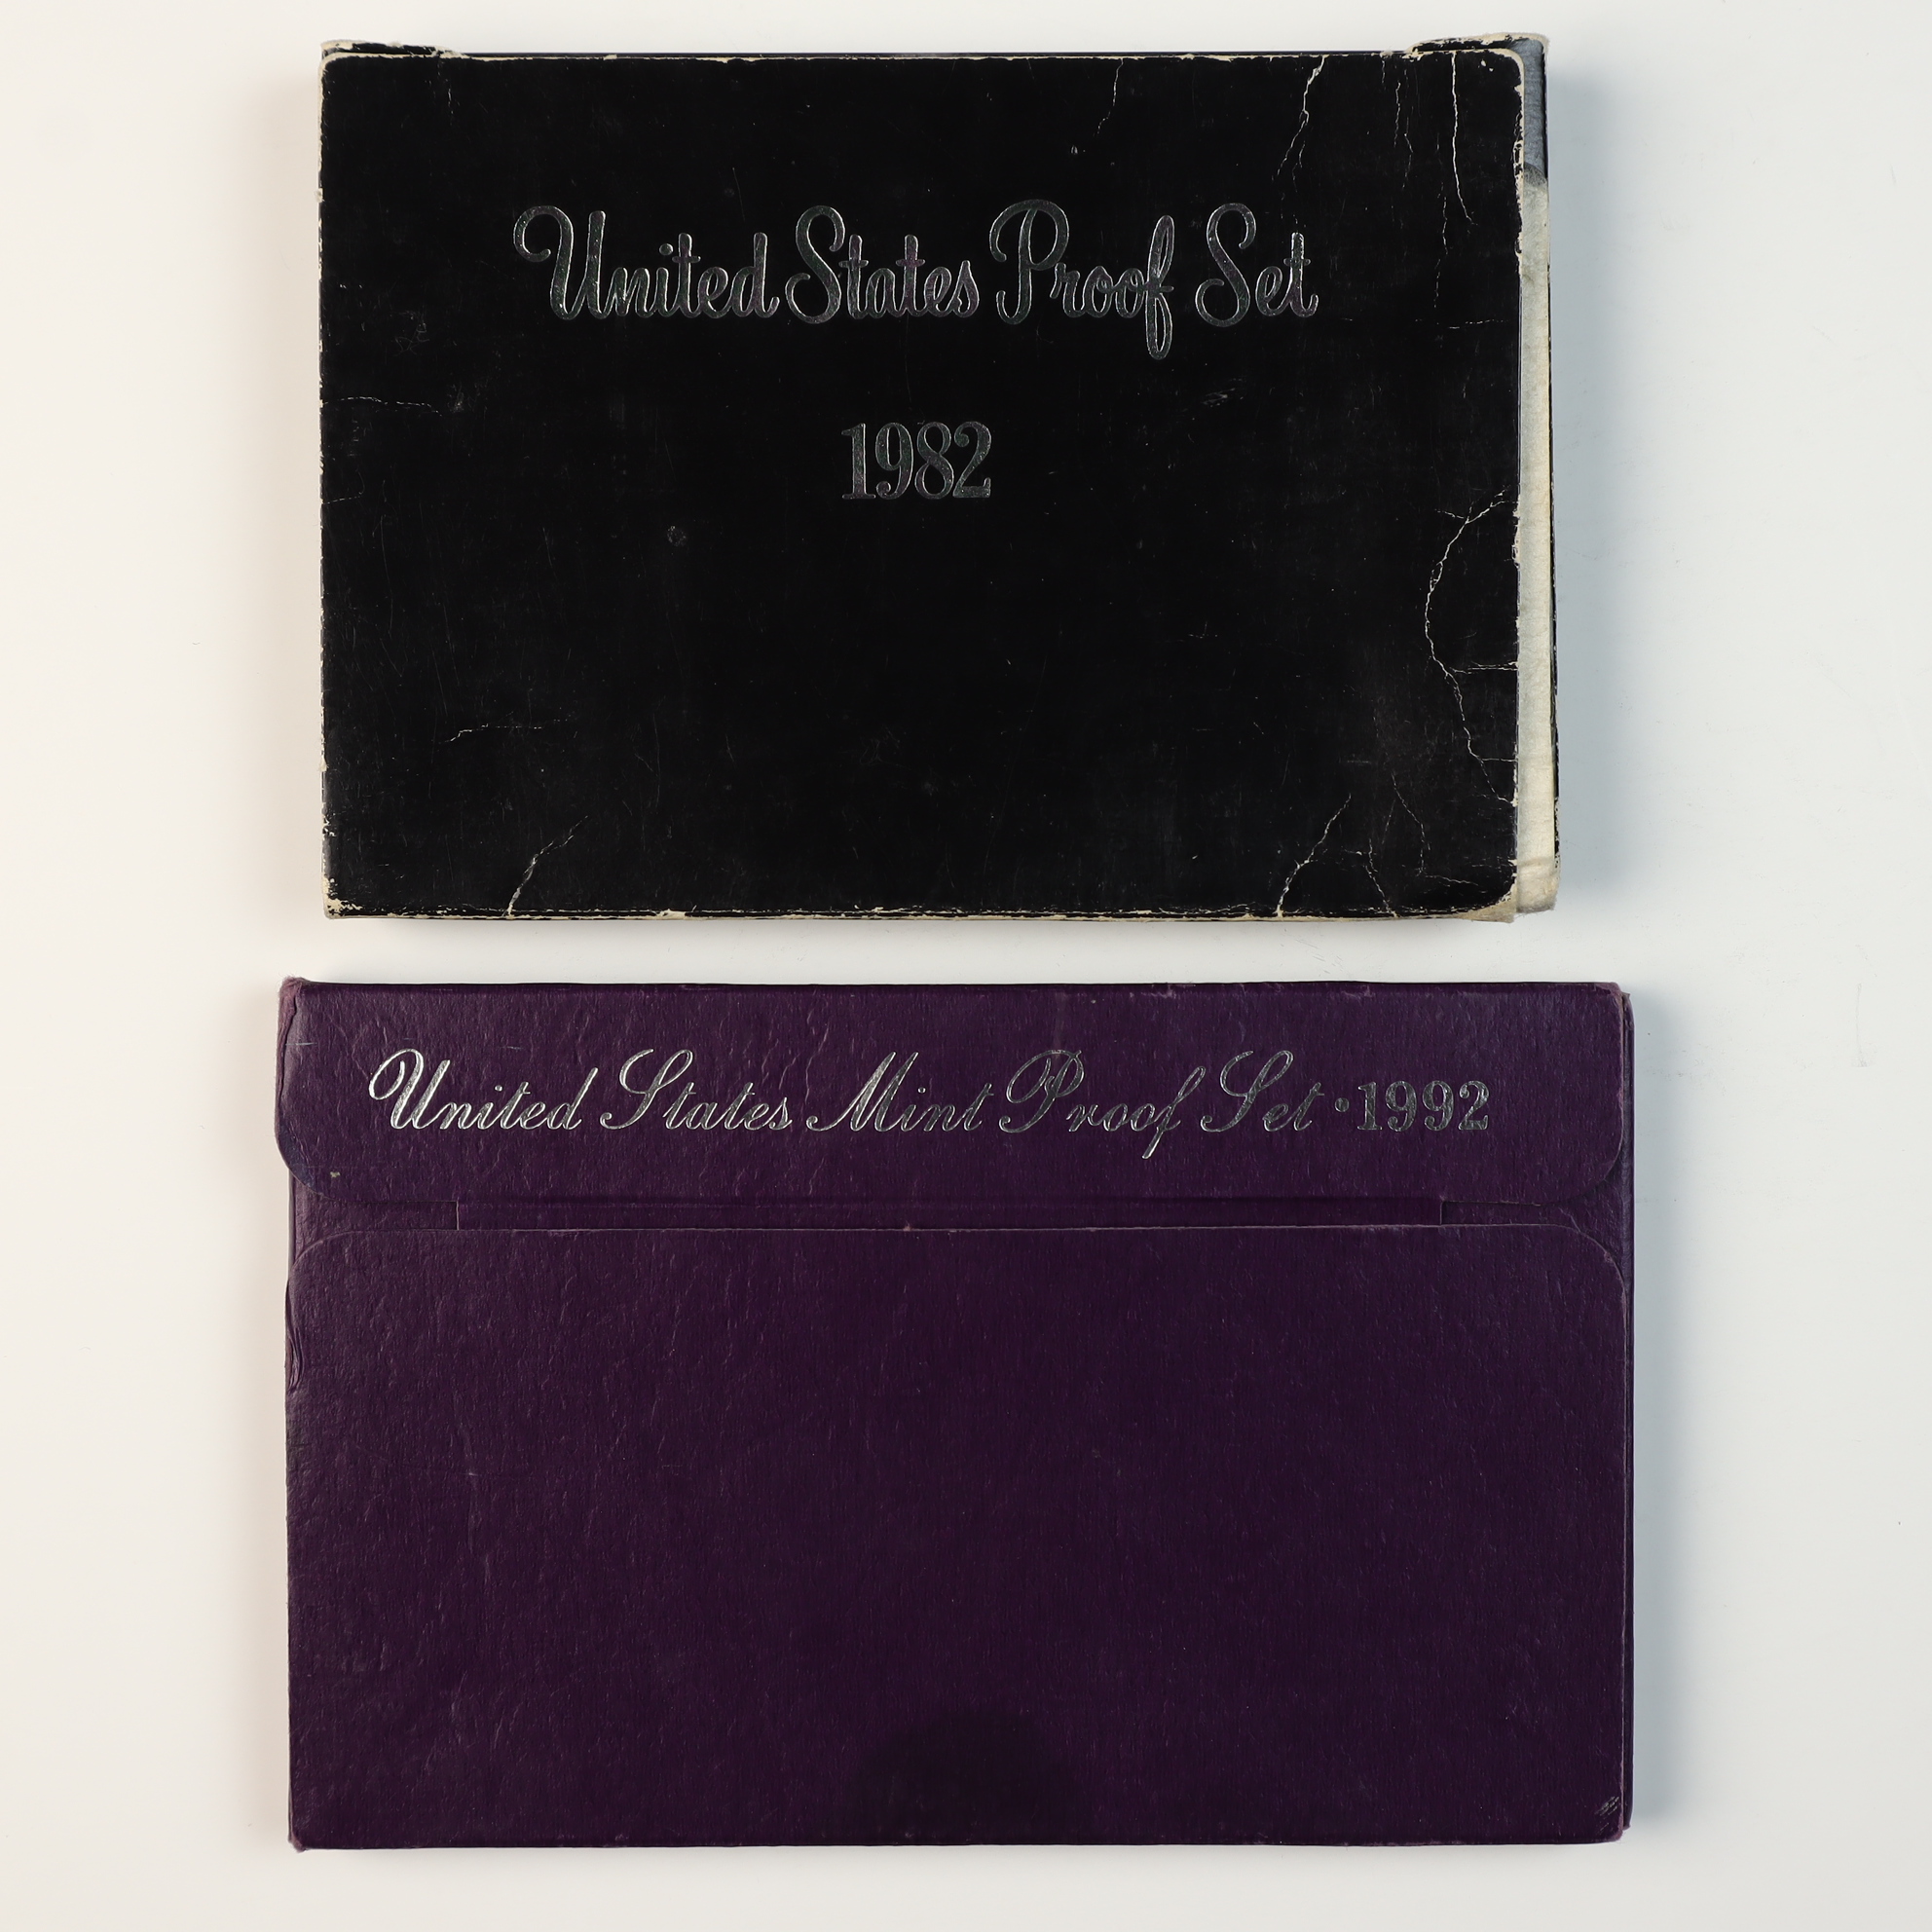 United States Proof Set
1982
United States Mint Proof Set • 1992